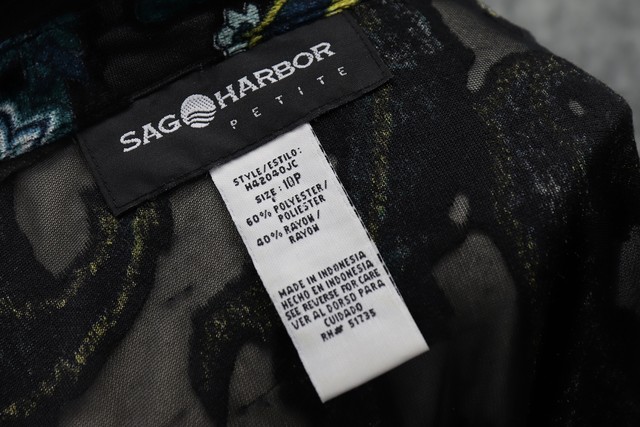 SAG HARBOR
PETITE
STYLE/ESTILO:
H42040JC
SIZE: 10P
60% POLYESTER/
POLIESTER
40% RAYON/
RAYON
MADE IN INDONESIA
HECHO EN INDONESIA
SEE REVERSE FOR CARE
VER AL DORSO PARA
CUIDADO
RN# 51735